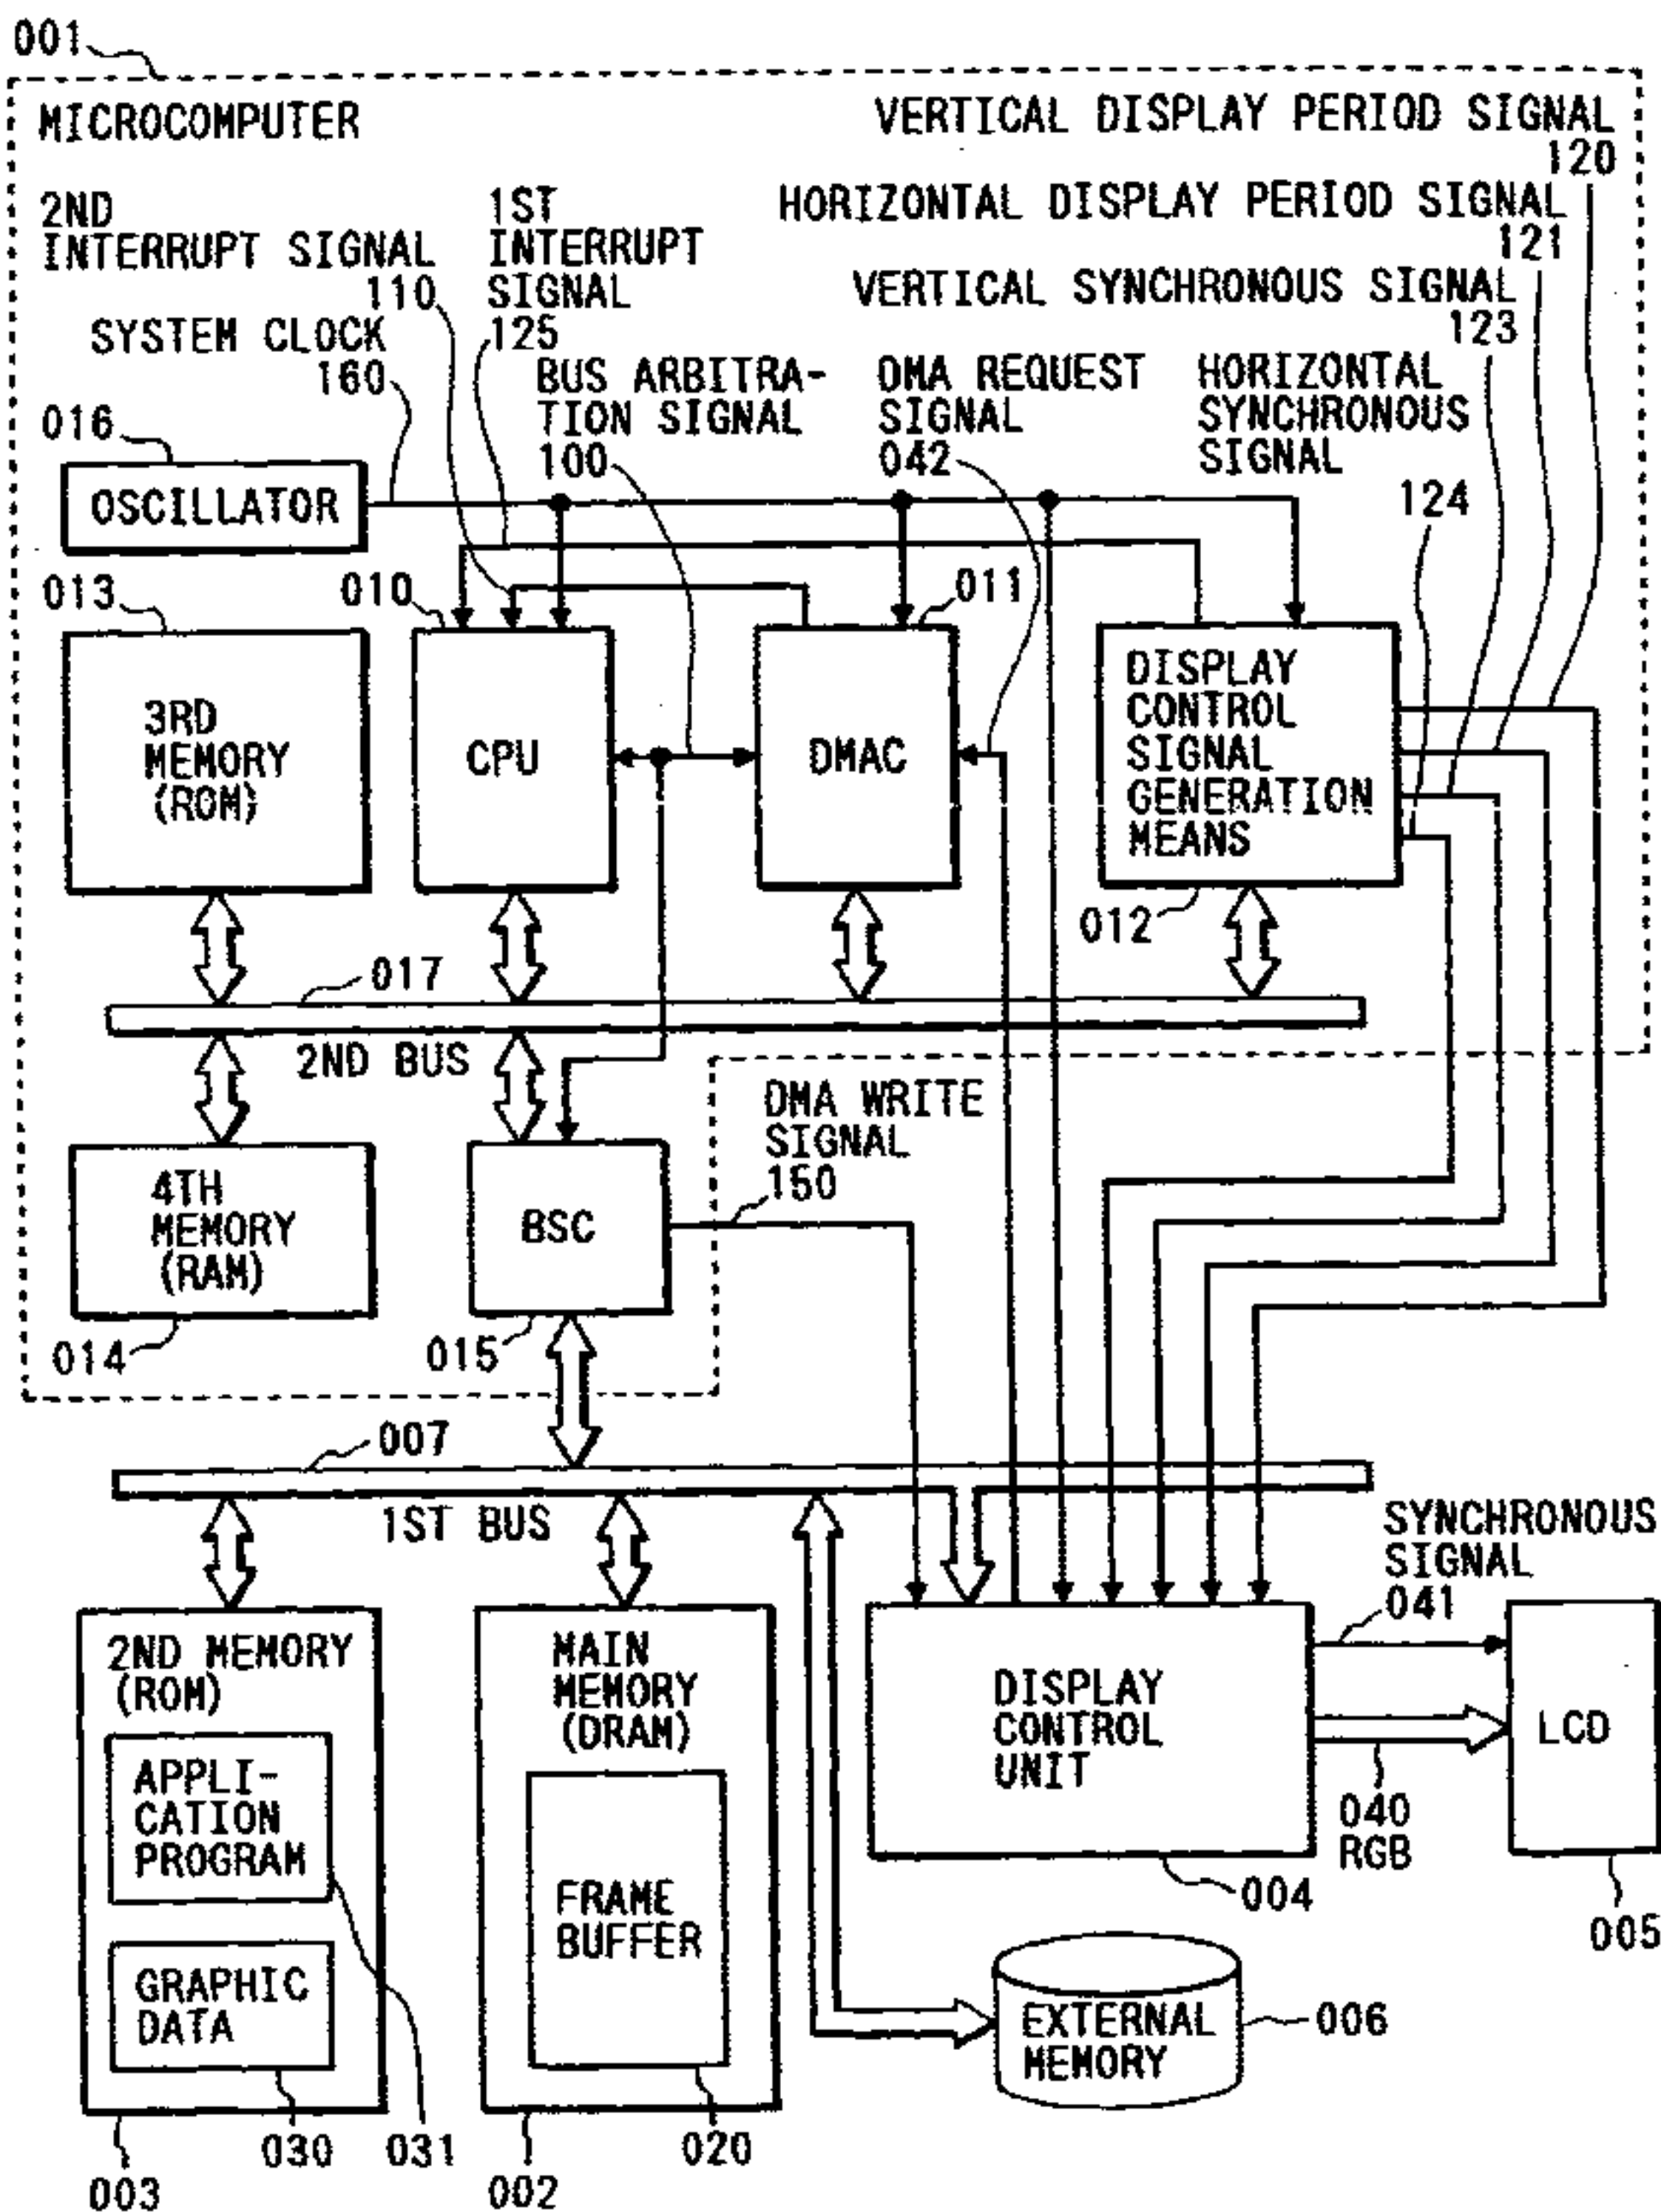 001
MICROCOMPUTER
VERTICAL DISPLAY PERIOD SIGNAL
120
2ND
INTERRUPT SIGNAL
110
1ST
INTERRUPT
SIGNAL
125
HORIZONTAL DISPLAY PERIOD SIGNAL
121
VERTICAL SYNCHRONOUS SIGNAL
123
SYSTEM CLOCK
160
BUS ARBITRA-
TION SIGNAL
100
DMA REQUEST
SIGNAL
042
HORIZONTAL
SYNCHRONOUS
SIGNAL
124
016
OSCILLATOR
013
010
011
3RD
MEMORY
(ROM)
CPU
DMAC
DISPLAY
CONTROL
SIGNAL
GENERATION
MEANS
012
017
2ND BUS
DMA WRITE
SIGNAL
150
4TH
MEMORY
(RAM)
BSC
014
015
007
1ST BUS
SYNCHRONOUS
SIGNAL
041
2ND MEMORY
(ROM)
APPLI-
CATION
PROGRAM
GRAPHIC
DATA
MAIN
MEMORY
(DRAM)
FRAME
BUFFER
DISPLAY
CONTROL
UNIT
LCD
040
RGB
004
005
EXTERNAL
MEMORY
006
030
031
020
003
002